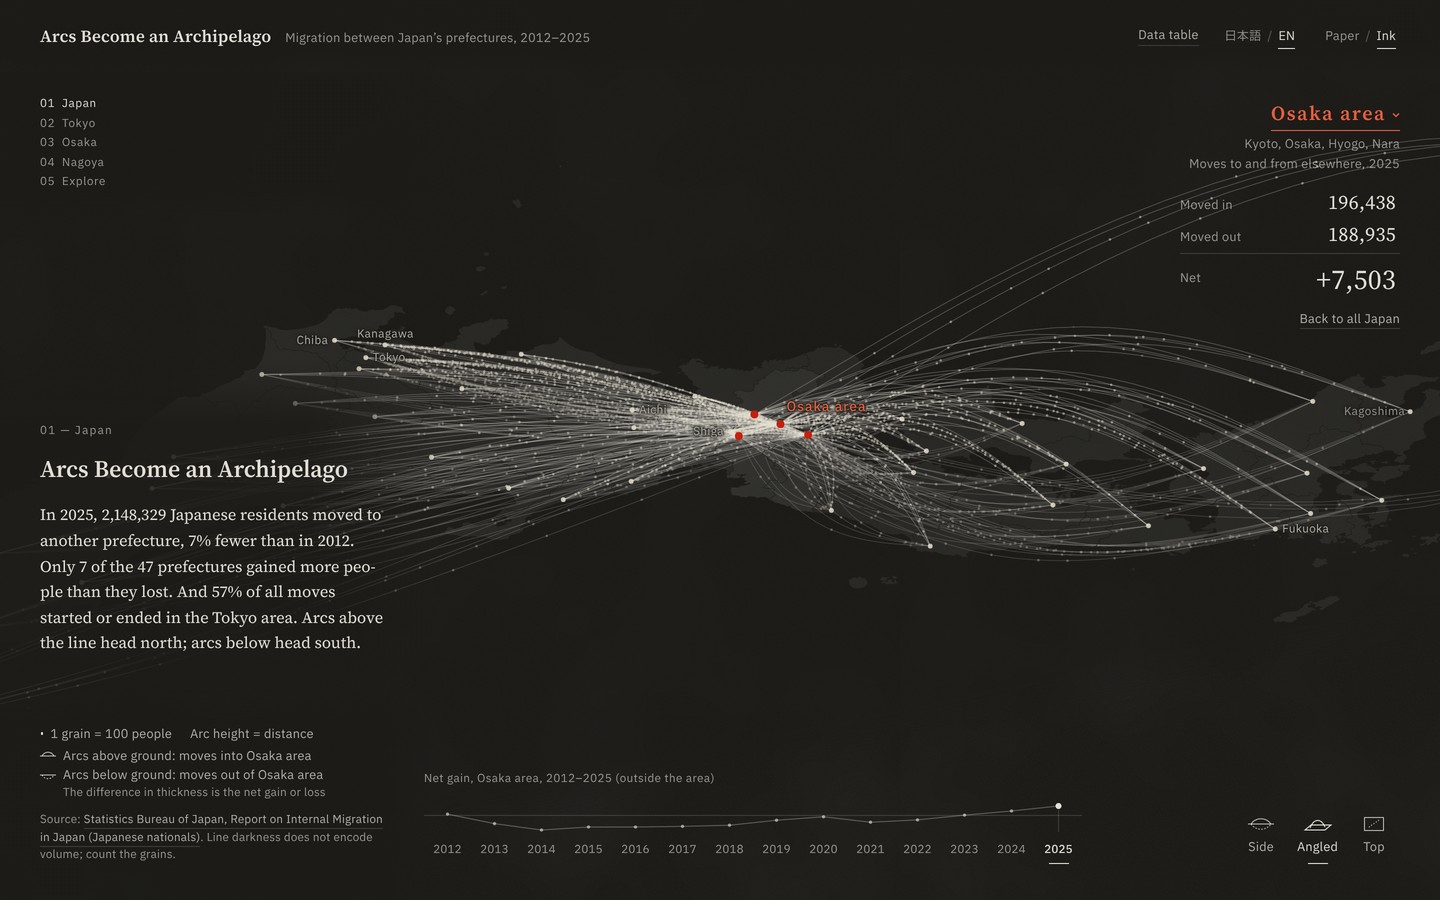 Arcs Become an Archipelago
Migration between Japan's prefectures, 2012–2025
Data table
日本語 / EN
Paper / Ink
01 Japan
02 Tokyo
03 Osaka
04 Nagoya
05 Explore
Osaka area
Kyoto, Osaka, Hyogo, Nara
Moves to and from elsewhere, 2025
Moved in 196,438
Moved out 188,935
Net +7,503
Back to all Japan
Chiba
Kanagawa
Tokyo
Aichi
Shiga
Osaka area
Kagoshima
Fukuoka
01 — Japan
Arcs Become an Archipelago
In 2025, 2,148,329 Japanese residents moved to
another prefecture, 7% fewer than in 2012.
Only 7 of the 47 prefectures gained more peo-
ple than they lost. And 57% of all moves
started or ended in the Tokyo area. Arcs above
the line head north; arcs below head south.
1 grain = 100 people Arc height = distance
Arcs above ground: moves into Osaka area
Arcs below ground: moves out of Osaka area
The difference in thickness is the net gain or loss
Source: Statistics Bureau of Japan, Report on Internal Migration
in Japan (Japanese nationals). Line darkness does not encode
volume; count the grains.
Net gain, Osaka area, 2012–2025 (outside the area)
2012 2013 2014 2015 2016 2017 2018 2019 2020 2021 2022 2023 2024 2025
Side
Angled
Top